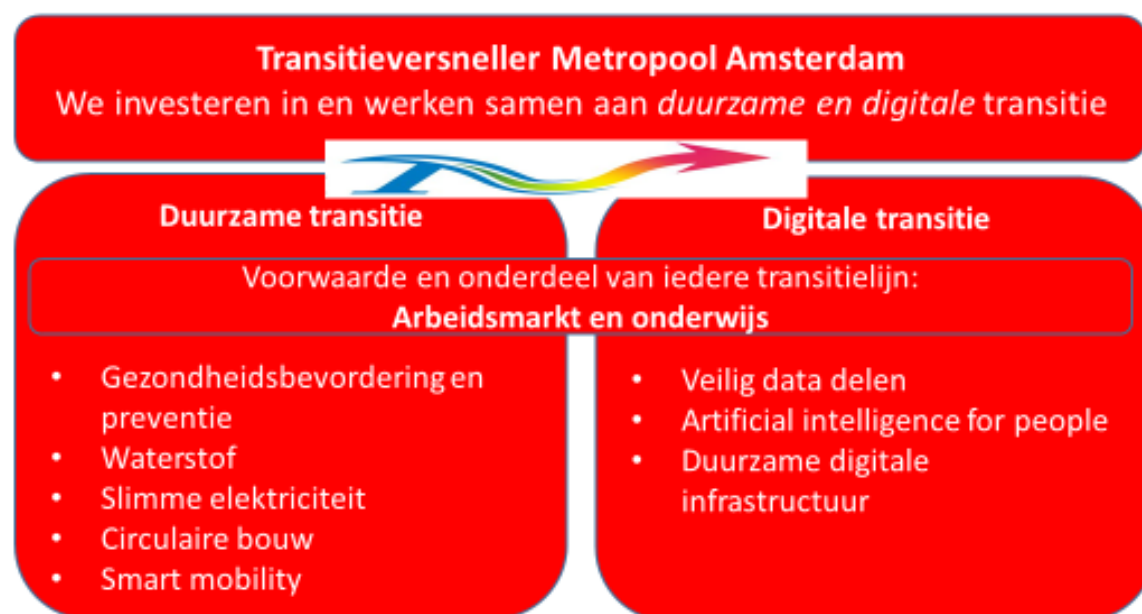 Transitieversneller Metropool Amsterdam
We investeren in en werken samen aan duurzame en digitale transitie
Duurzame transitie
Digitale transitie
Voorwaarde en onderdeel van iedere transitielijn:
Arbeidsmarkt en onderwijs
• Gezondheidsbevordering en
preventie
• Waterstof
• Slimme elektriciteit
• Circulaire bouw
• Smart mobility
• Veilig data delen
• Artificial intelligence for people
• Duurzame digitale
infrastructuur